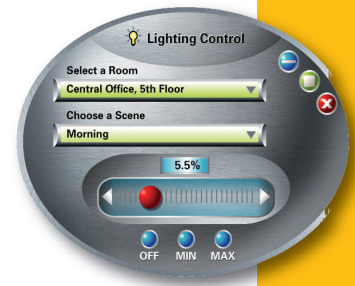 Lighting Control
Select a Room
Central Office, 5th Floor
Choose a Scene
Morning
5.5%
OFF MIN MAX